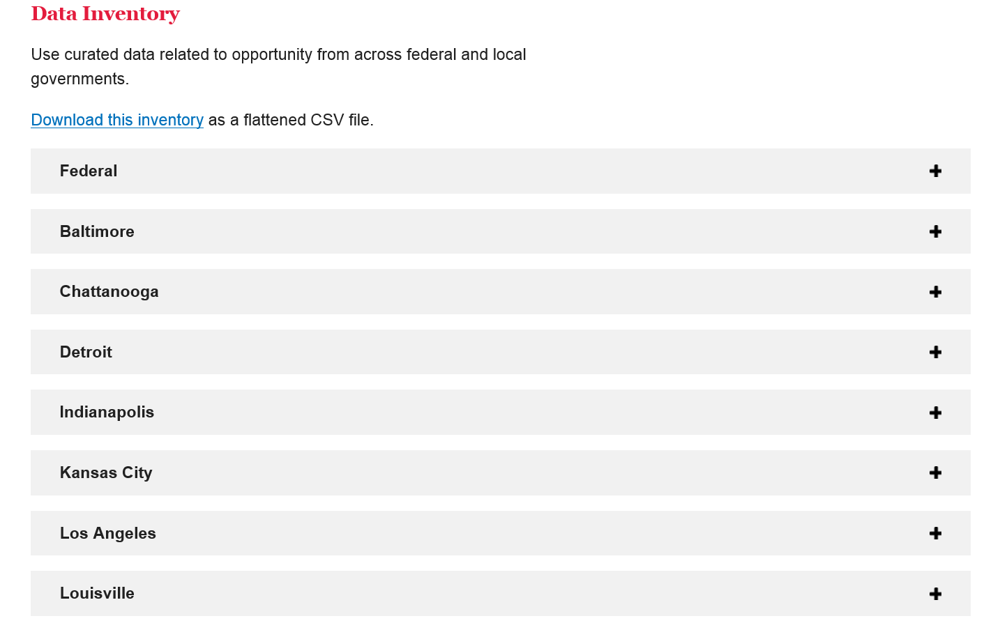 Data Inventory
Use curated data related to opportunity from across federal and local
governments.
Download this inventory as a flattened CSV file.
Federal
Baltimore
Chattanooga
Detroit
Indianapolis
Kansas City
Los Angeles
Louisville